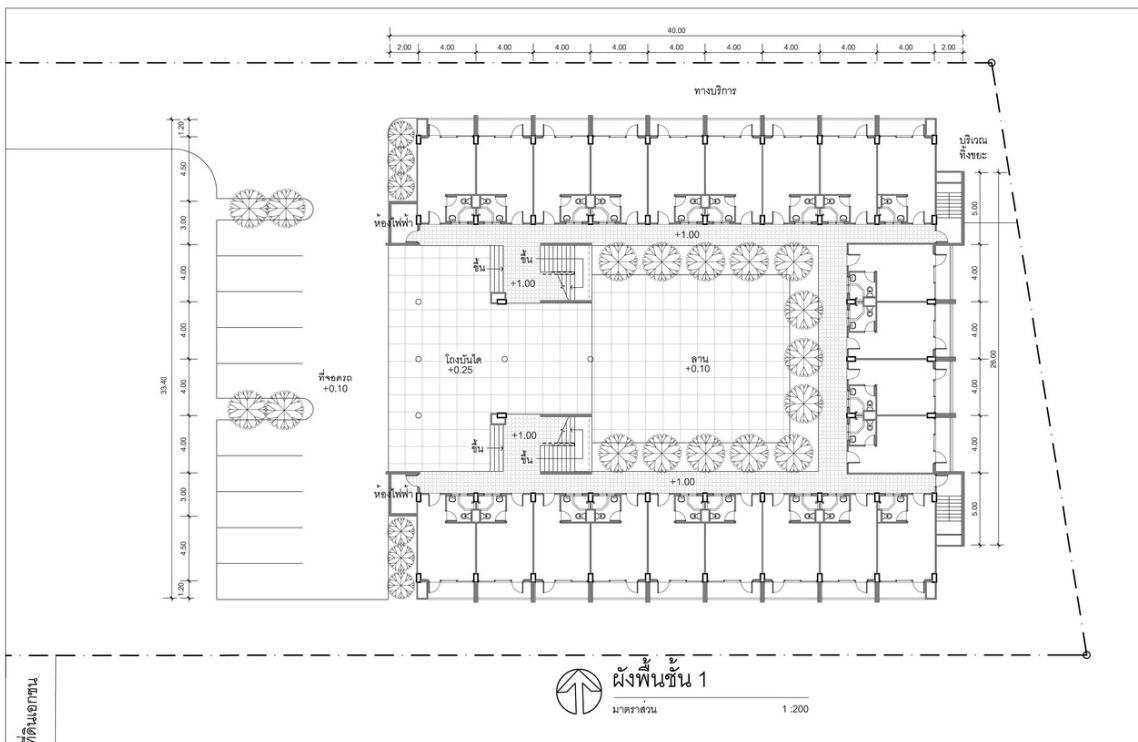 40.00
2.00 4.00 4.00 4.00 4.00 4.00 4.00 4.00 4.00 4.00 2.00
ทางบริการ
บริเวณ
ทิ้งขยะ
1.20
4.50
3.00
4.00
4.00
4.00
4.00
3.00
4.50
1.20
33.40
5.00
4.00
4.00
4.00
4.00
5.00
26.00
ห้องไฟฟ้า
+1.00
ขึ้น
ขึ้น
+1.00
โถงบันได
+0.25
ลาน
+0.10
ที่จอดรถ
+0.10
+1.00
ขึ้น
ขึ้น
ห้องไฟฟ้า
+1.00
ผังพื้นชั้น 1
มาตราส่วน 1 :200
ที่ดินเอกชน